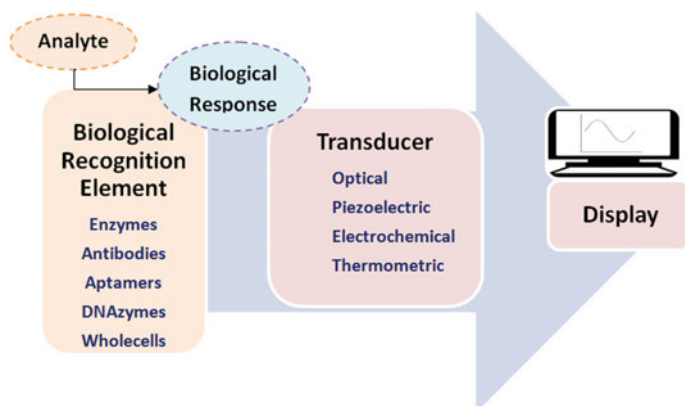 Analyte
Biological
Response
Biological
Recognition
Element
Enzymes
Antibodies
Aptamers
DNAzymes
Wholecells
Transducer
Optical
Piezoelectric
Electrochemical
Thermometric
Display